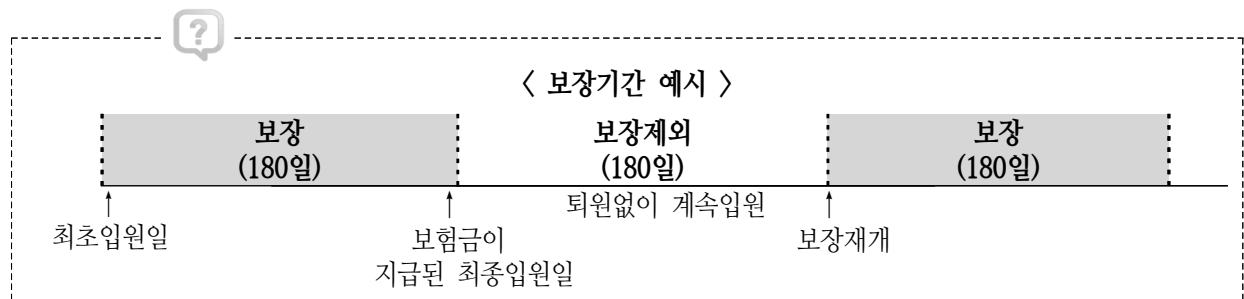 ?
〈 보장기간 예시 〉
보장 보장제외 보장
(180일) (180일) (180일)
퇴원없이 계속입원
최초입원일 보험금이 보장재개
지급된 최종입원일